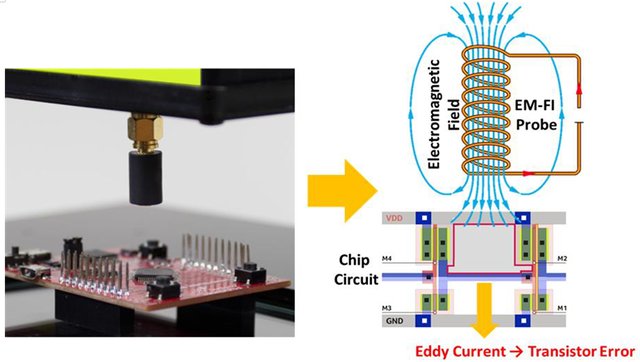 Electromagnetic
Field
EM-FI
Probe
VDD
M4
M2
Chip
Circuit
M3
M1
GND
Eddy Current → Transistor Error